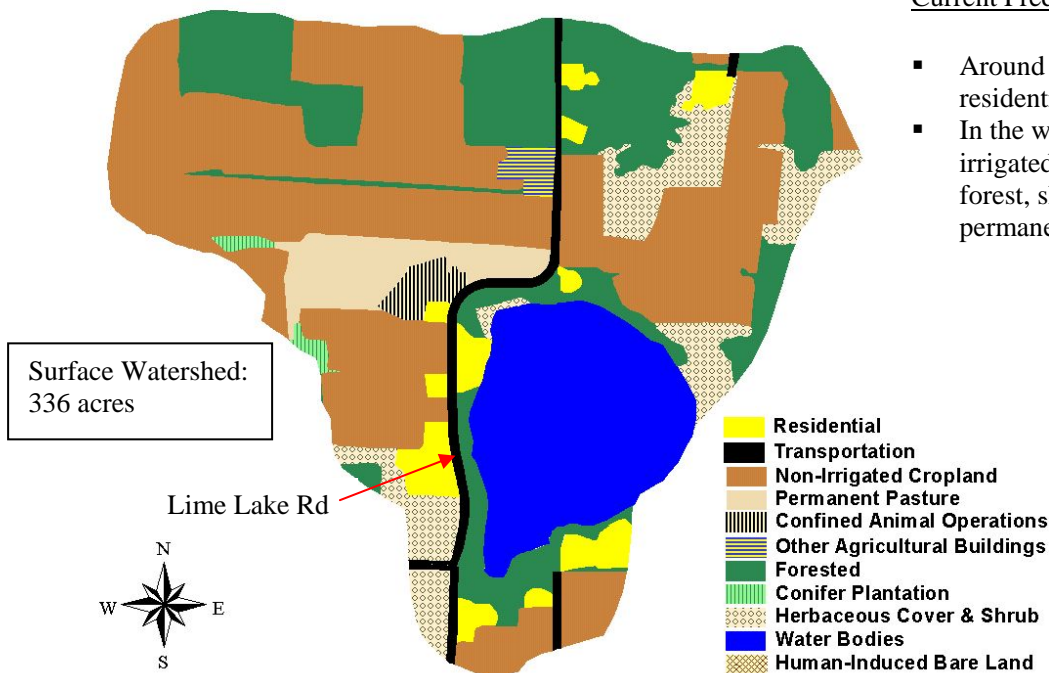 ▪ Around
residenti
▪ In the w
irrigated
forest, s
permane
Surface Watershed:
336 acres
Lime Lake Rd
N
W E
S
Residential
Transportation
Non-Irrigated Cropland
Permanent Pasture
Confined Animal Operations
Other Agricultural Buildings
Forested
Conifer Plantation
Herbaceous Cover & Shrub
Water Bodies
Human-Induced Bare Land